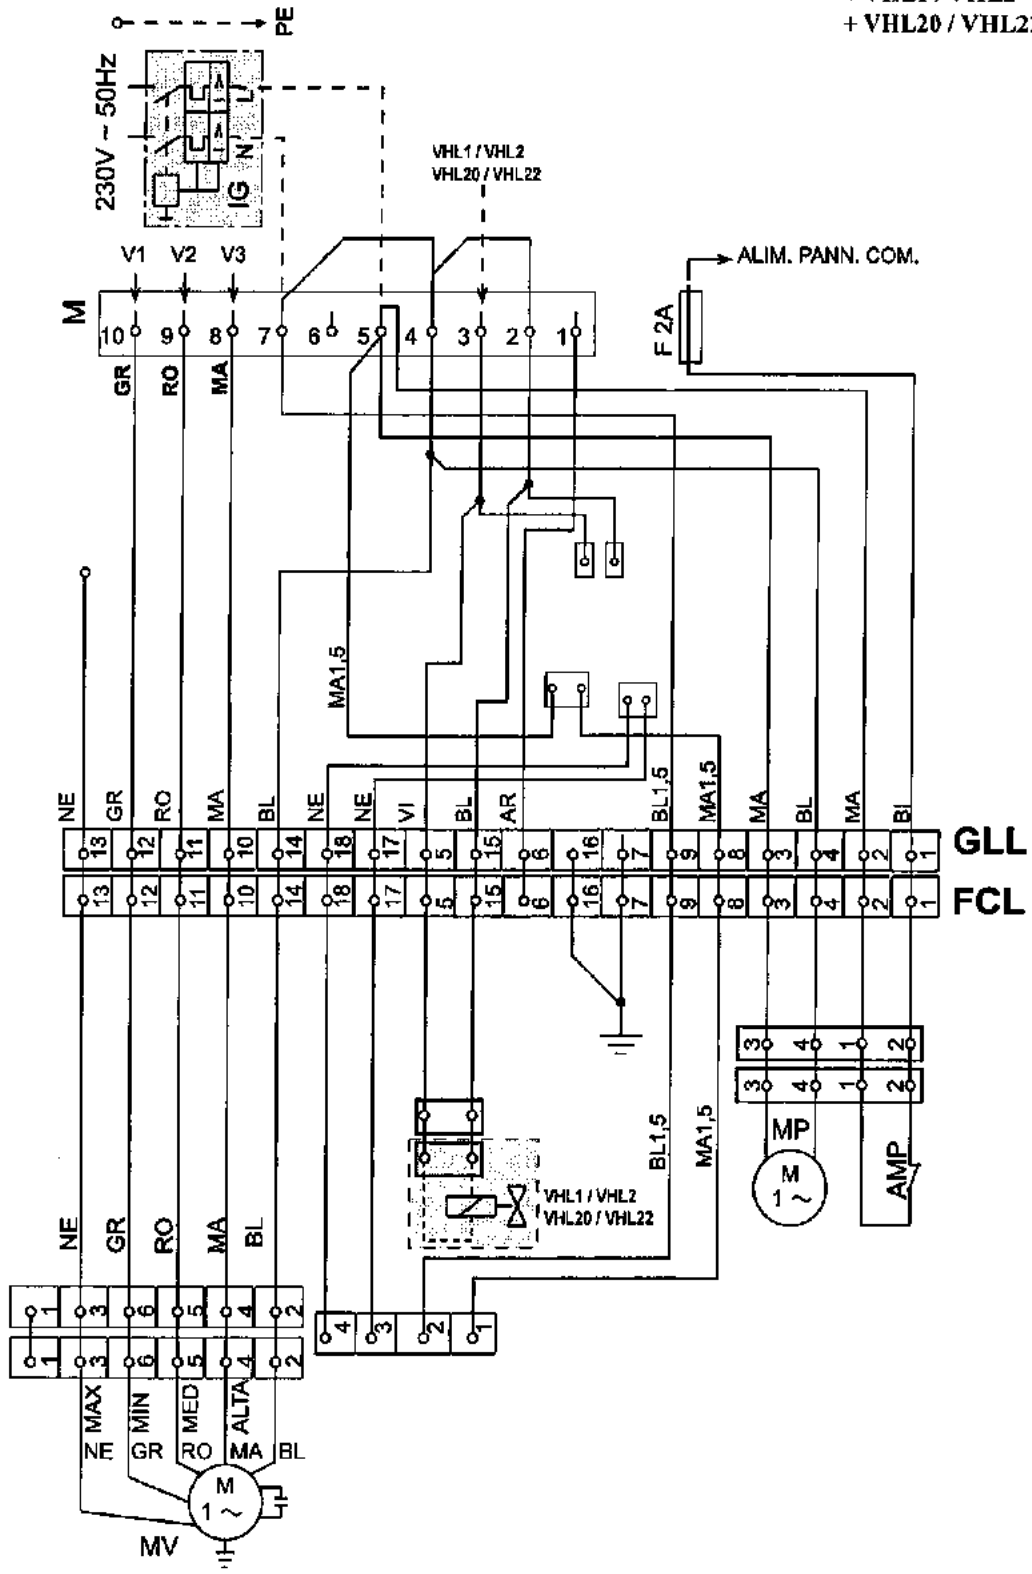 + VHL20 / VHL22
PE
230V ~ 50Hz
L
N
IG
VHL1 / VHL2
VHL20 / VHL22
V1 V2 V3
ALIM. PANN. COM.
M
10 9 8 7 6 5 4 3 2 1
F 2A
GR RO MA
MA1,5
NE GR RO MA BL NE NE VI BL AR BL1,5 MA1,5 MA BL MA BL
13 12 11 10 14 18 17 5 15 6 16 7 9 8 3 4 2 1
GLL
13 12 11 10 14 18 17 5 15 6 16 7 9 8 3 4 2 1
FCL
3 4 1 2
3 4 1 2
BL1,5 MA1,5
MP
M
1 ~
AMP
VHL1 / VHL2
VHL20 / VHL22
NE GR RO MA BL
1 3 6 5 4 2
4 3 2 1
1 3 6 5 4 2
MAX MIN MED ALTA
NE GR RO MA BL
M
1 ~
MV